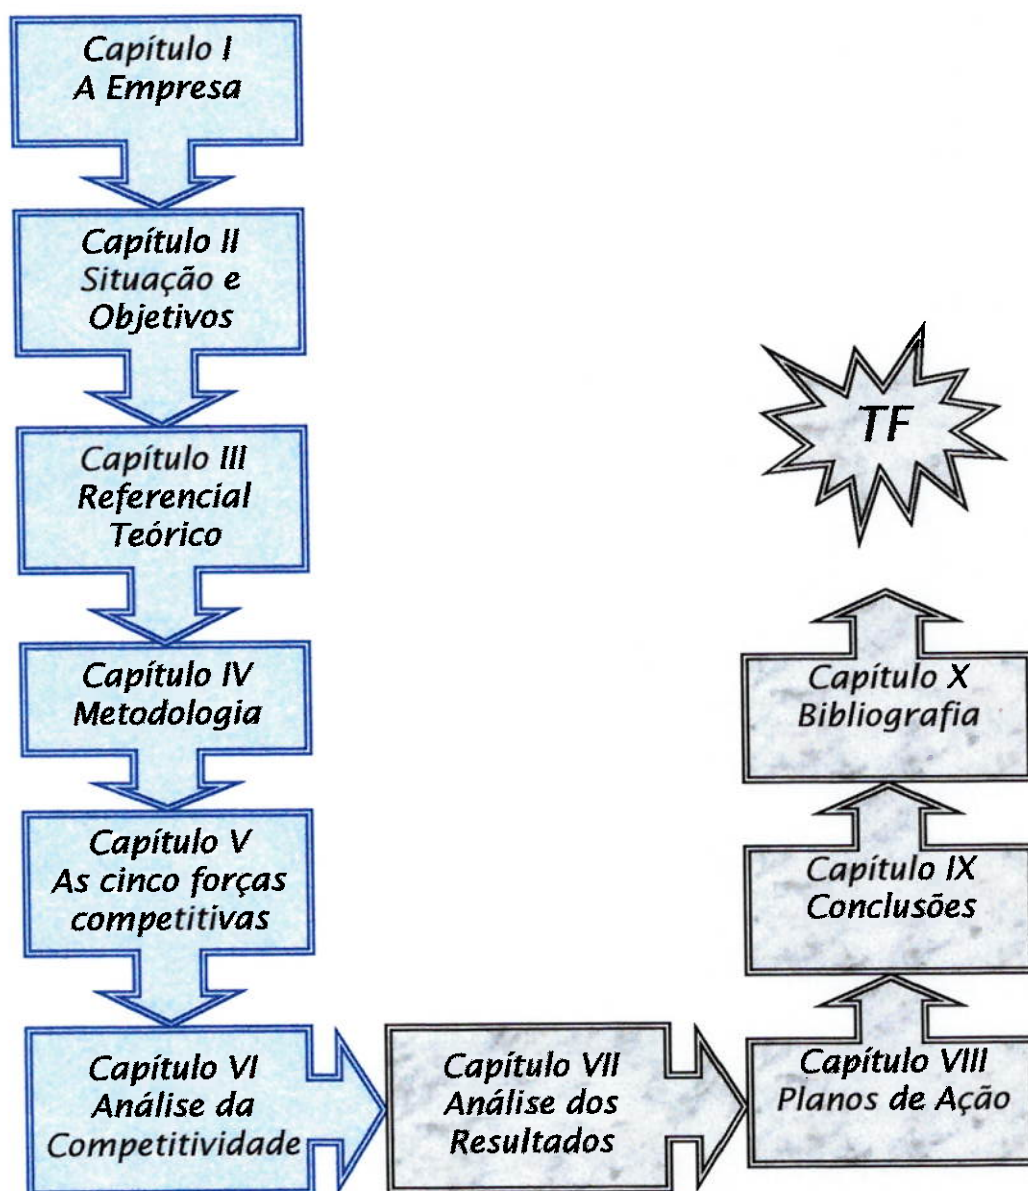 Capítulo I
A Empresa
Capítulo II
Situação e
Objetivos
Capítulo III
Referencial
Teórico
Capítulo IV
Metodologia
Capítulo V
As cinco forças
competitivas
Capítulo VI
Análise da
Competitividade
Capítulo VII
Análise dos
Resultados
Capítulo VIII
Planos de Ação
Capítulo IX
Conclusões
Capítulo X
Bibliografia
TF